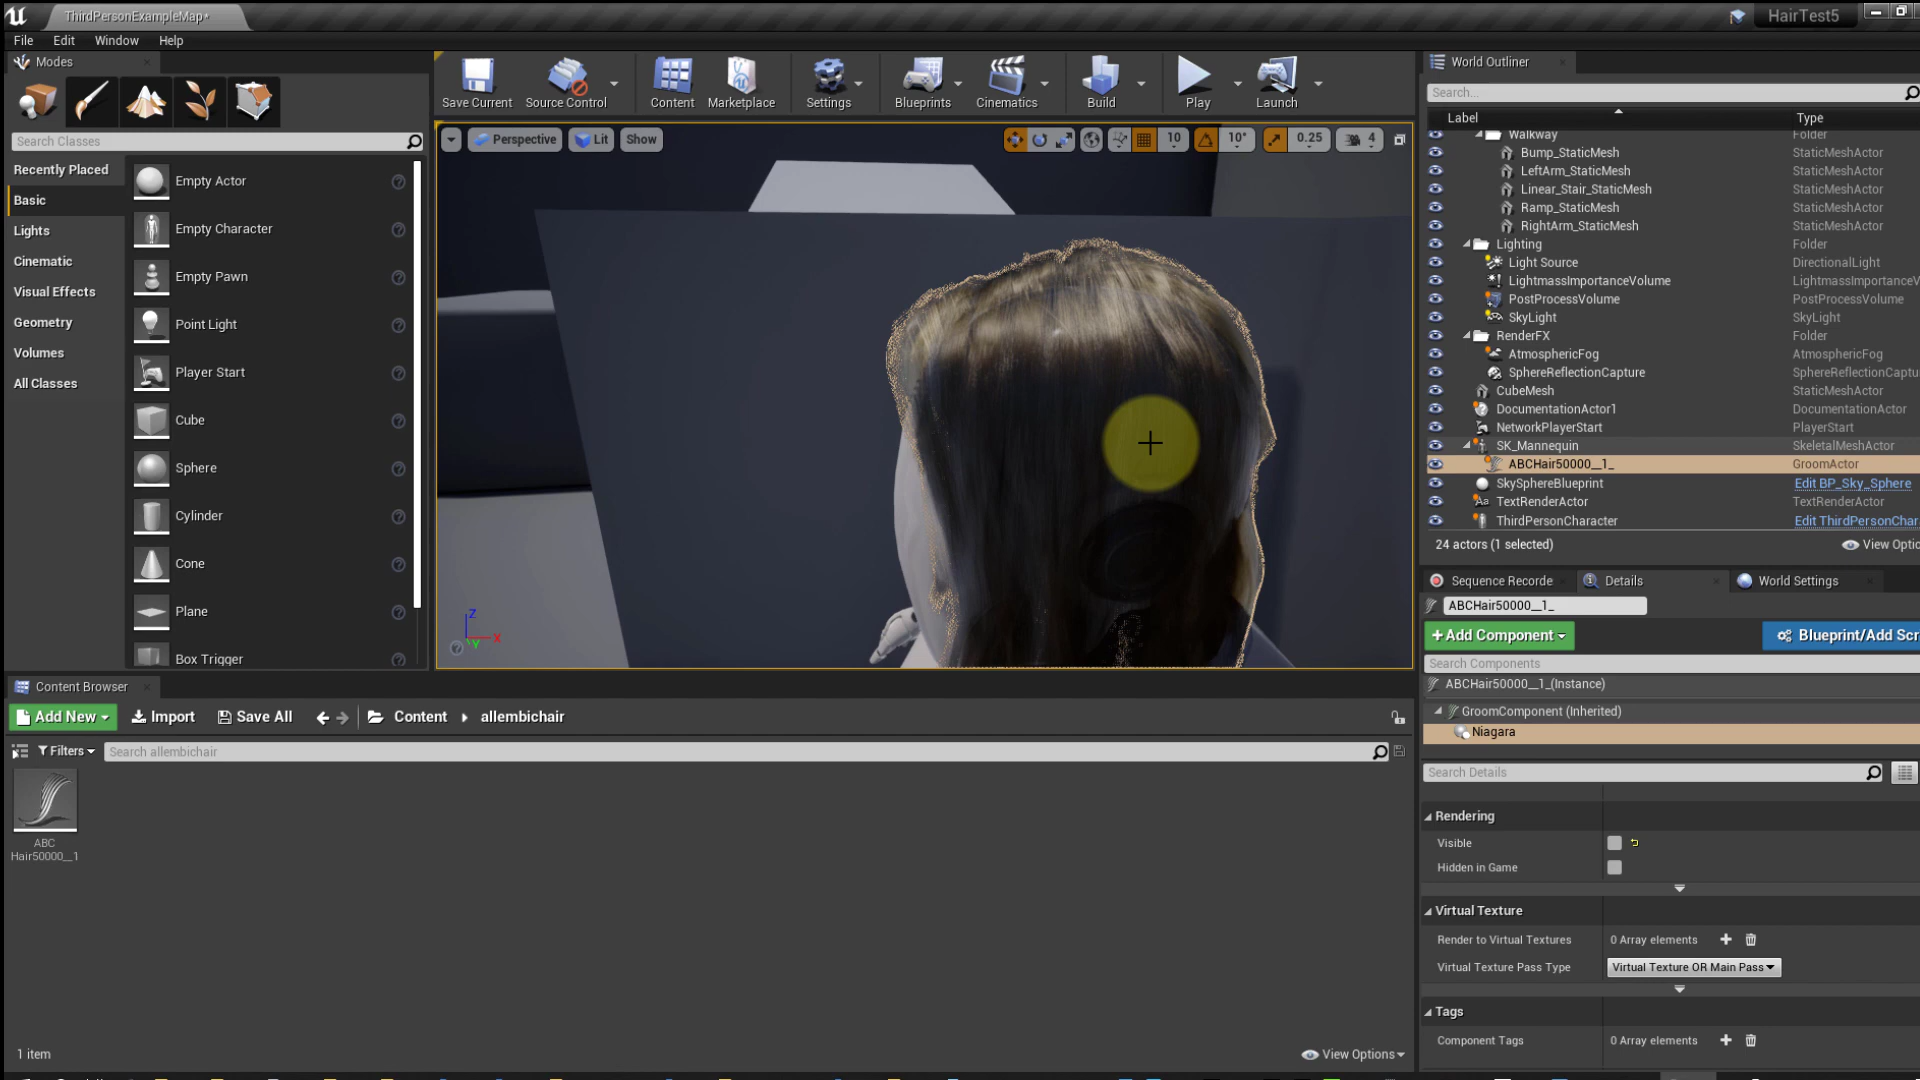 ThirdPersonExampleMap*
HairTest5
File Edit Window Help
Modes
Search Classes
Recently Placed
Basic
Lights
Cinematic
Visual Effects
Geometry
Volumes
All Classes
Empty Actor
Empty Character
Empty Pawn
Point Light
Player Start
Cube
Sphere
Cylinder
Cone
Plane
Box Trigger
Save Current Source Control Content Marketplace Settings Blueprints Cinematics Build Play Launch
Perspective Lit Show 10 10° 0.25 4
Z X Y
World Outliner
Search...
Label Type
Walkway Folder
Bump_StaticMesh StaticMeshActor
LeftArm_StaticMesh StaticMeshActor
Linear_Stair_StaticMesh StaticMeshActor
Ramp_StaticMesh StaticMeshActor
RightArm_StaticMesh StaticMeshActor
Lighting Folder
Light Source DirectionalLight
LightmassImportanceVolume LightmassImportanceV
PostProcessVolume PostProcessVolume
SkyLight SkyLight
RenderFX Folder
AtmosphericFog AtmosphericFog
SphereReflectionCapture SphereReflectionCaptu
CubeMesh StaticMeshActor
DocumentationActor1 DocumentationActor
NetworkPlayerStart PlayerStart
SK_Mannequin SkeletalMeshActor
ABCHair50000__1_ GroomActor
SkySphereBlueprint Edit BP_Sky_Sphere
TextRenderActor TextRenderActor
ThirdPersonCharacter Edit ThirdPersonChar
24 actors (1 selected) View Optio
Sequence Recorde Details World Settings
ABCHair50000__1_
+Add Component Blueprint/Add Scr
Search Components
ABCHair50000__1_(Instance)
GroomComponent (Inherited)
Niagara
Search Details
Rendering
Visible
Hidden in Game
Virtual Texture
Render to Virtual Textures 0 Array elements
Virtual Texture Pass Type Virtual Texture OR Main Pass
Tags
Component Tags 0 Array elements
Content Browser
Add New Import Save All Content allembichair
Filters Search allembichair
ABC
Hair50000__1
1 item View Options